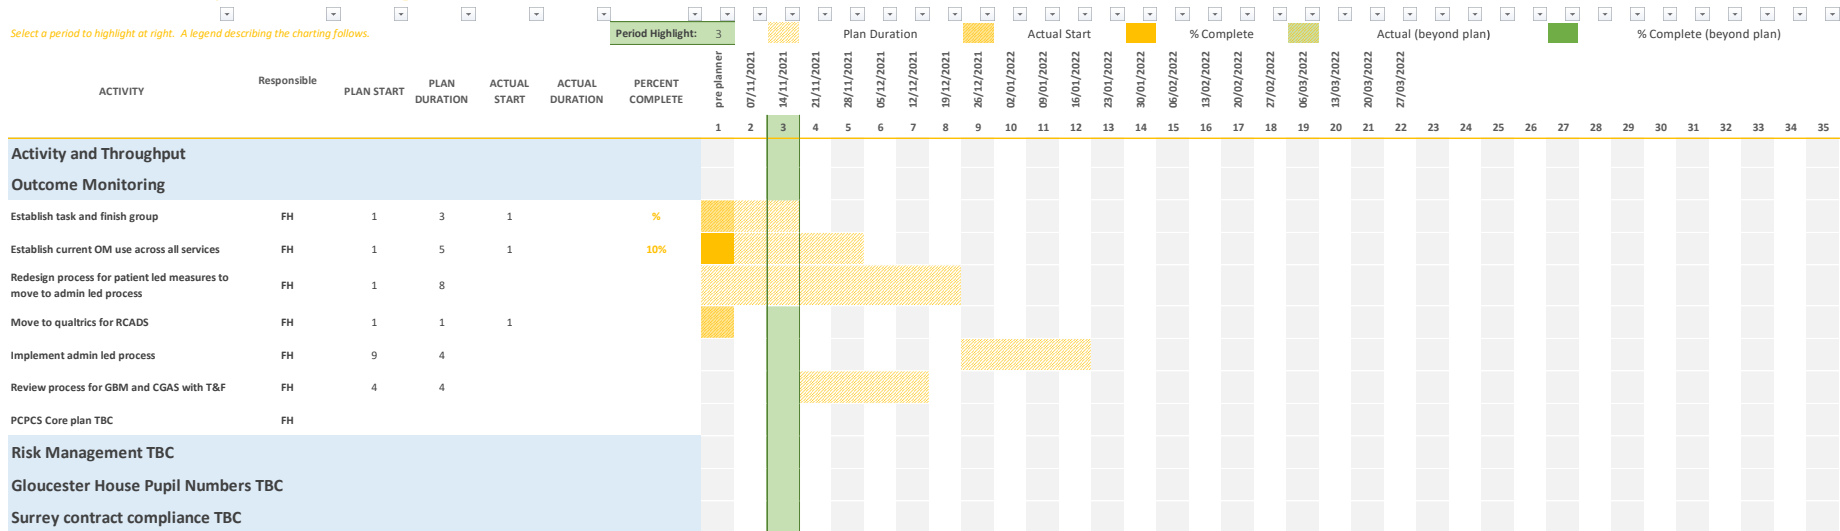 Select a period to highlight at right. A legend describing the charting follows.
Period Highlight: 3 Plan Duration Actual Start % Complete Actual (beyond plan) % Complete (beyond plan)
ACTIVITY Responsible PLAN START PLAN DURATION ACTUAL START ACTUAL DURATION PERCENT COMPLETE
pre planner 07/11/2021 14/11/2021 21/11/2021 28/11/2021 05/12/2021 12/12/2021 19/12/2021 26/12/2021 02/01/2022 09/01/2022 16/01/2022 23/01/2022 30/01/2022 06/02/2022 13/02/2022 20/02/2022 27/02/2022 06/03/2022 13/03/2022 20/03/2022 27/03/2022
1 2 3 4 5 6 7 8 9 10 11 12 13 14 15 16 17 18 19 20 21 22 23 24 25 26 27 28 29 30 31 32 33 34 35
Activity and Throughput
Outcome Monitoring
Establish task and finish group FH 1 3 1 %
Establish current OM use across all services FH 1 5 1 10%
Redesign process for patient led measures to
move to admin led process FH 1 8
Move to qualtrics for RCADS FH 1 1 1
Implement admin led process FH 9 4
Review process for GBM and CGAS with T&F FH 4 4
PCPCS Core plan TBC FH
Risk Management TBC
Gloucester House Pupil Numbers TBC
Surrey contract compliance TBC